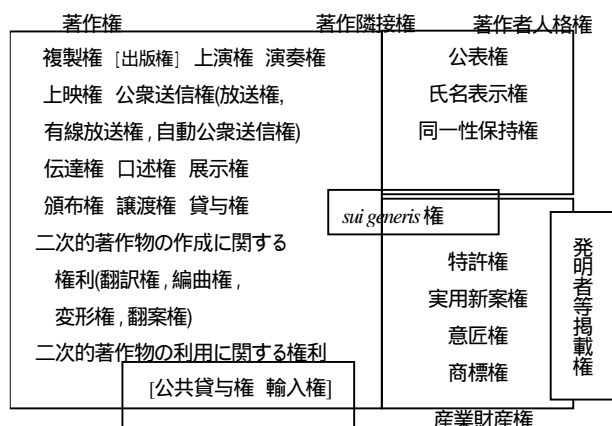 著作権 著作隣接権 著作者人格権
複製権 [出版権] 上演権 演奏権
上映権 公衆送信権(放送権,
有線放送権,自動公衆送信権)
伝達権 口述権 展示権
頒布権 譲渡権 貸与権
二次的著作物の作成に関する
権利(翻訳権,編曲権,
変形権,翻案権)
二次的著作物の利用に関する権利
[公共貸与権 輸入権]
公表権
氏名表示権
同一性保持権
sui generis 権
特許権
実用新案権
意匠権
商標権
産業財産権
発明者等掲載権